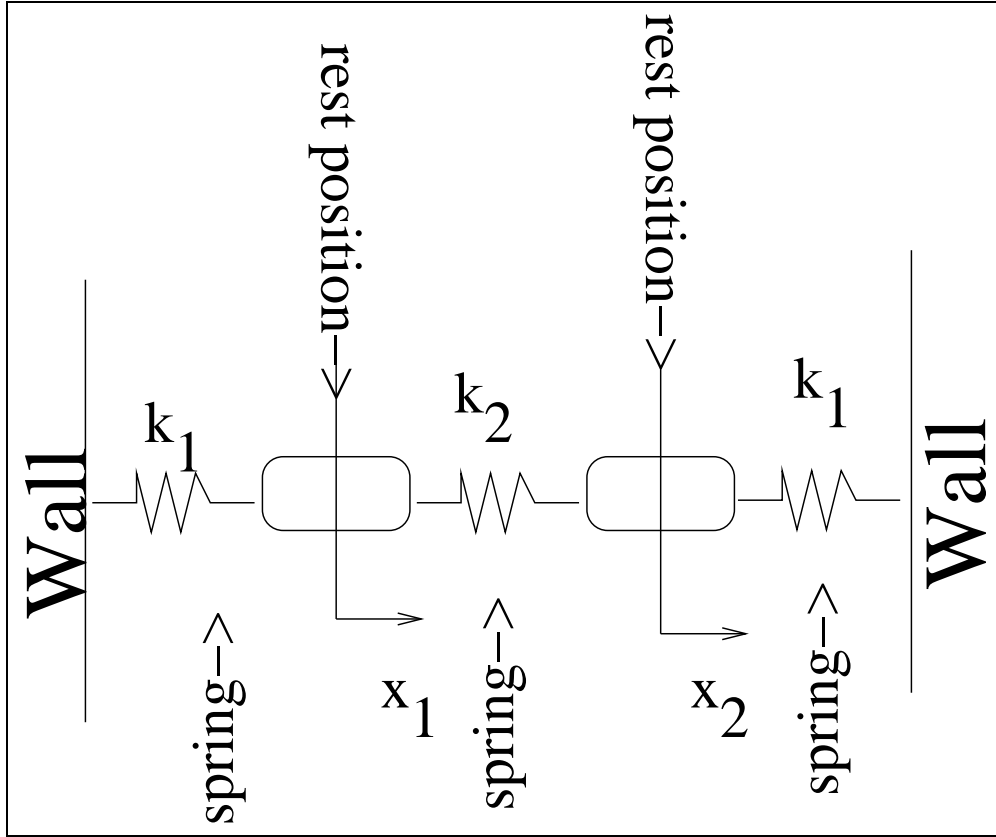 rest position->
rest position->
k1
k2
k1
Wall
Wall
x1
x2
spring->
spring->
spring->